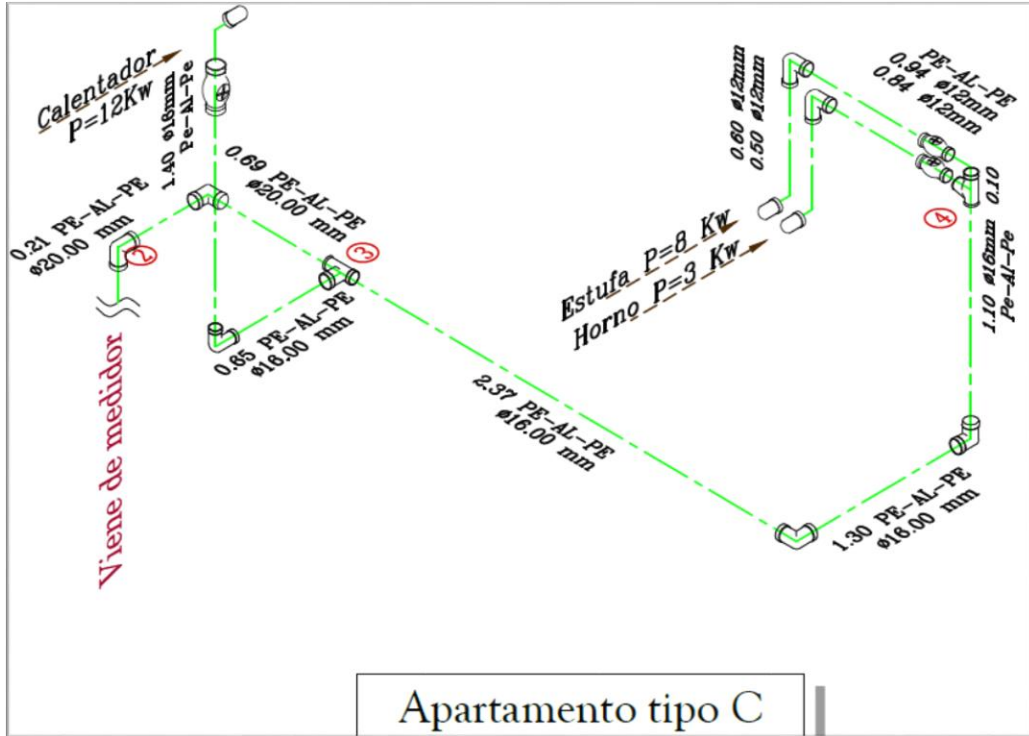 Calentador
P=12Kw
1.40 ø16mm
Pe-Al-Pe
0.69 PE-AL-PE
ø20.00 mm
0.21 PE-AL-PE
ø20.00 mm
2
3
0.65 PE-AL-PE
ø16.00 mm
Viene de medidor
2.37 PE-AL-PE
ø16.00 mm
0.60 ø12mm
0.50 ø12mm
PE-AL-PE
0.94 ø12mm
0.84 ø12mm
0.10
4
1.10 ø16mm
Pe-Al-Pe
Estufa P=8 Kw
Horno P=3 Kw
1.30 PE-AL-PE
ø16.00 mm
Apartamento tipo C